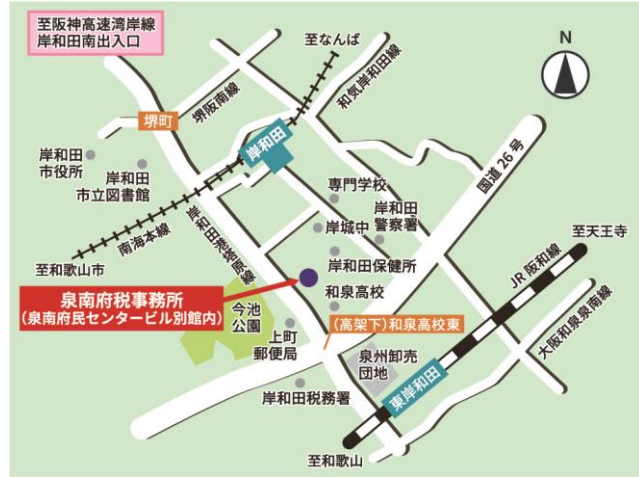 至阪神高速湾岸線
岸和田南出入口
至なんば
N
和気岸和田線
堺阪南線
堺町
岸和田
国道26号
岸和田
市役所
岸和田
市立図書館
専門学校
岸城中
岸和田
警察署
南海本線
岸和田港塔原線
至天王寺
岸和田保健所
至和歌山市
JR 阪和線
泉南府税事務所
(泉南府民センタービル別館内)
和泉高校
今池
公園
大阪和泉泉南線
上町
郵便局
(高架下)和泉高校東
泉州卸売
団地
東岸和田
岸和田税務署
至和歌山